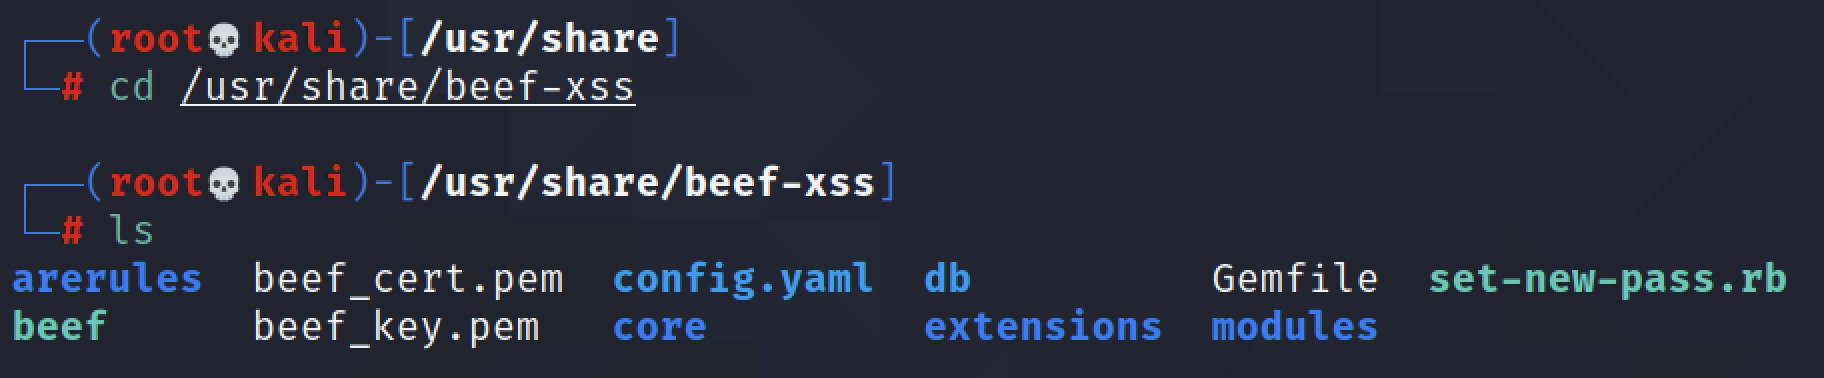 ┌──(root💀kali)-[/usr/share]
└─# cd /usr/share/beef-xss
┌──(root💀kali)-[/usr/share/beef-xss]
└─# ls
arerules  beef_cert.pem  config.yaml  db          Gemfile  set-new-pass.rb
beef      beef_key.pem   core         extensions  modules